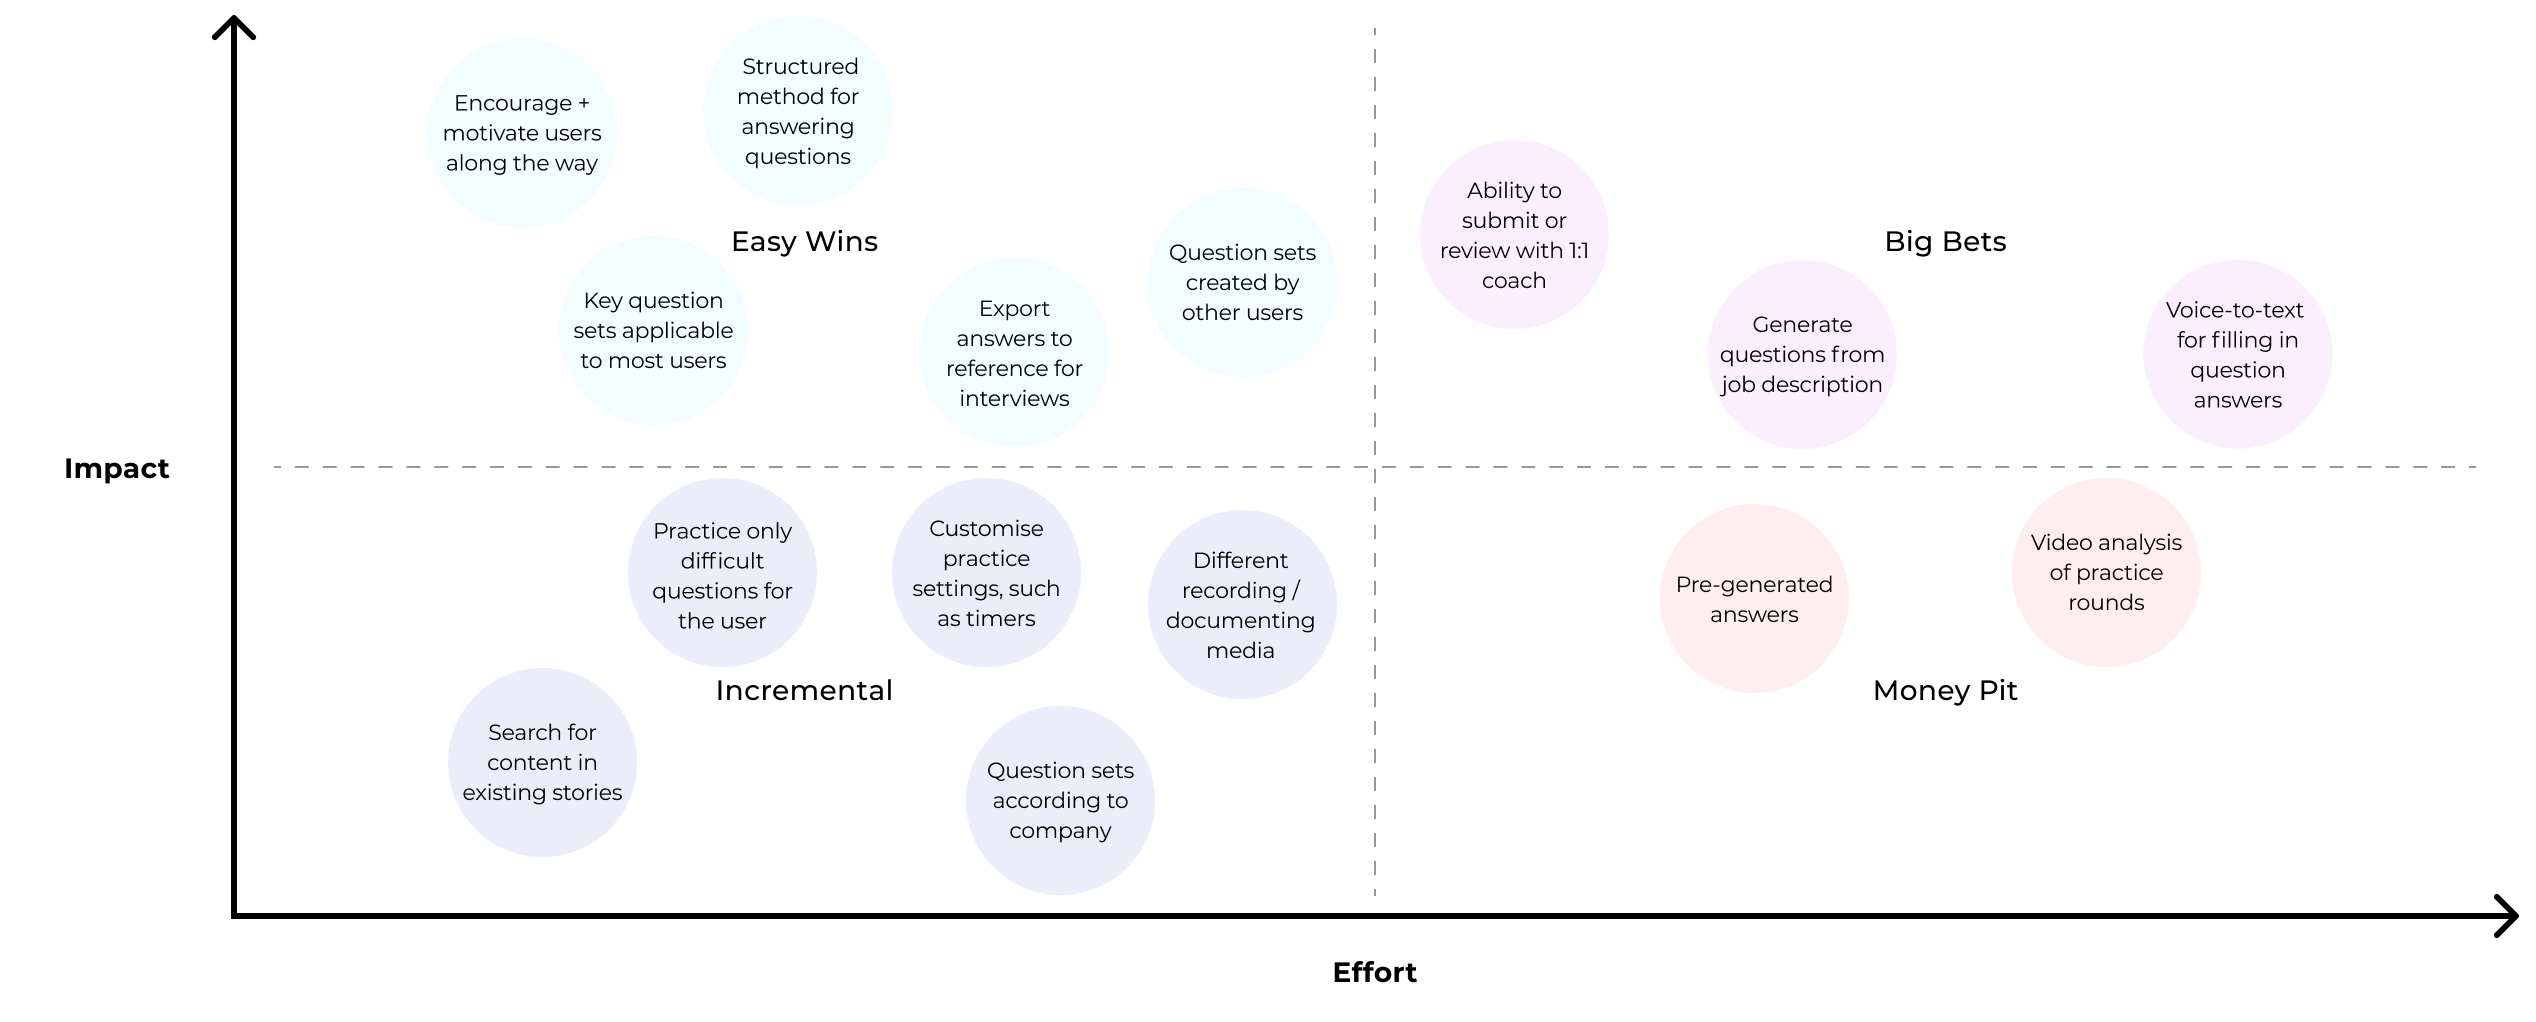 Encourage +
motivate users
along the way
Structured
method for
answering
questions
Easy Wins
Key question
sets applicable
to most users
Export
answers to
reference for
interviews
Question sets
created by
other users
Ability to
submit or
review with 1:1
coach
Big Bets
Generate
questions from
job description
Voice-to-text
for filling in
question
answers
Impact
Practice only
difficult
questions for
the user
Customise
practice
settings, such
as timers
Different
recording /
documenting
media
Incremental
Search for
content in
existing stories
Question sets
according to
company
Pre-generated
answers
Video analysis
of practice
rounds
Money Pit
Effort